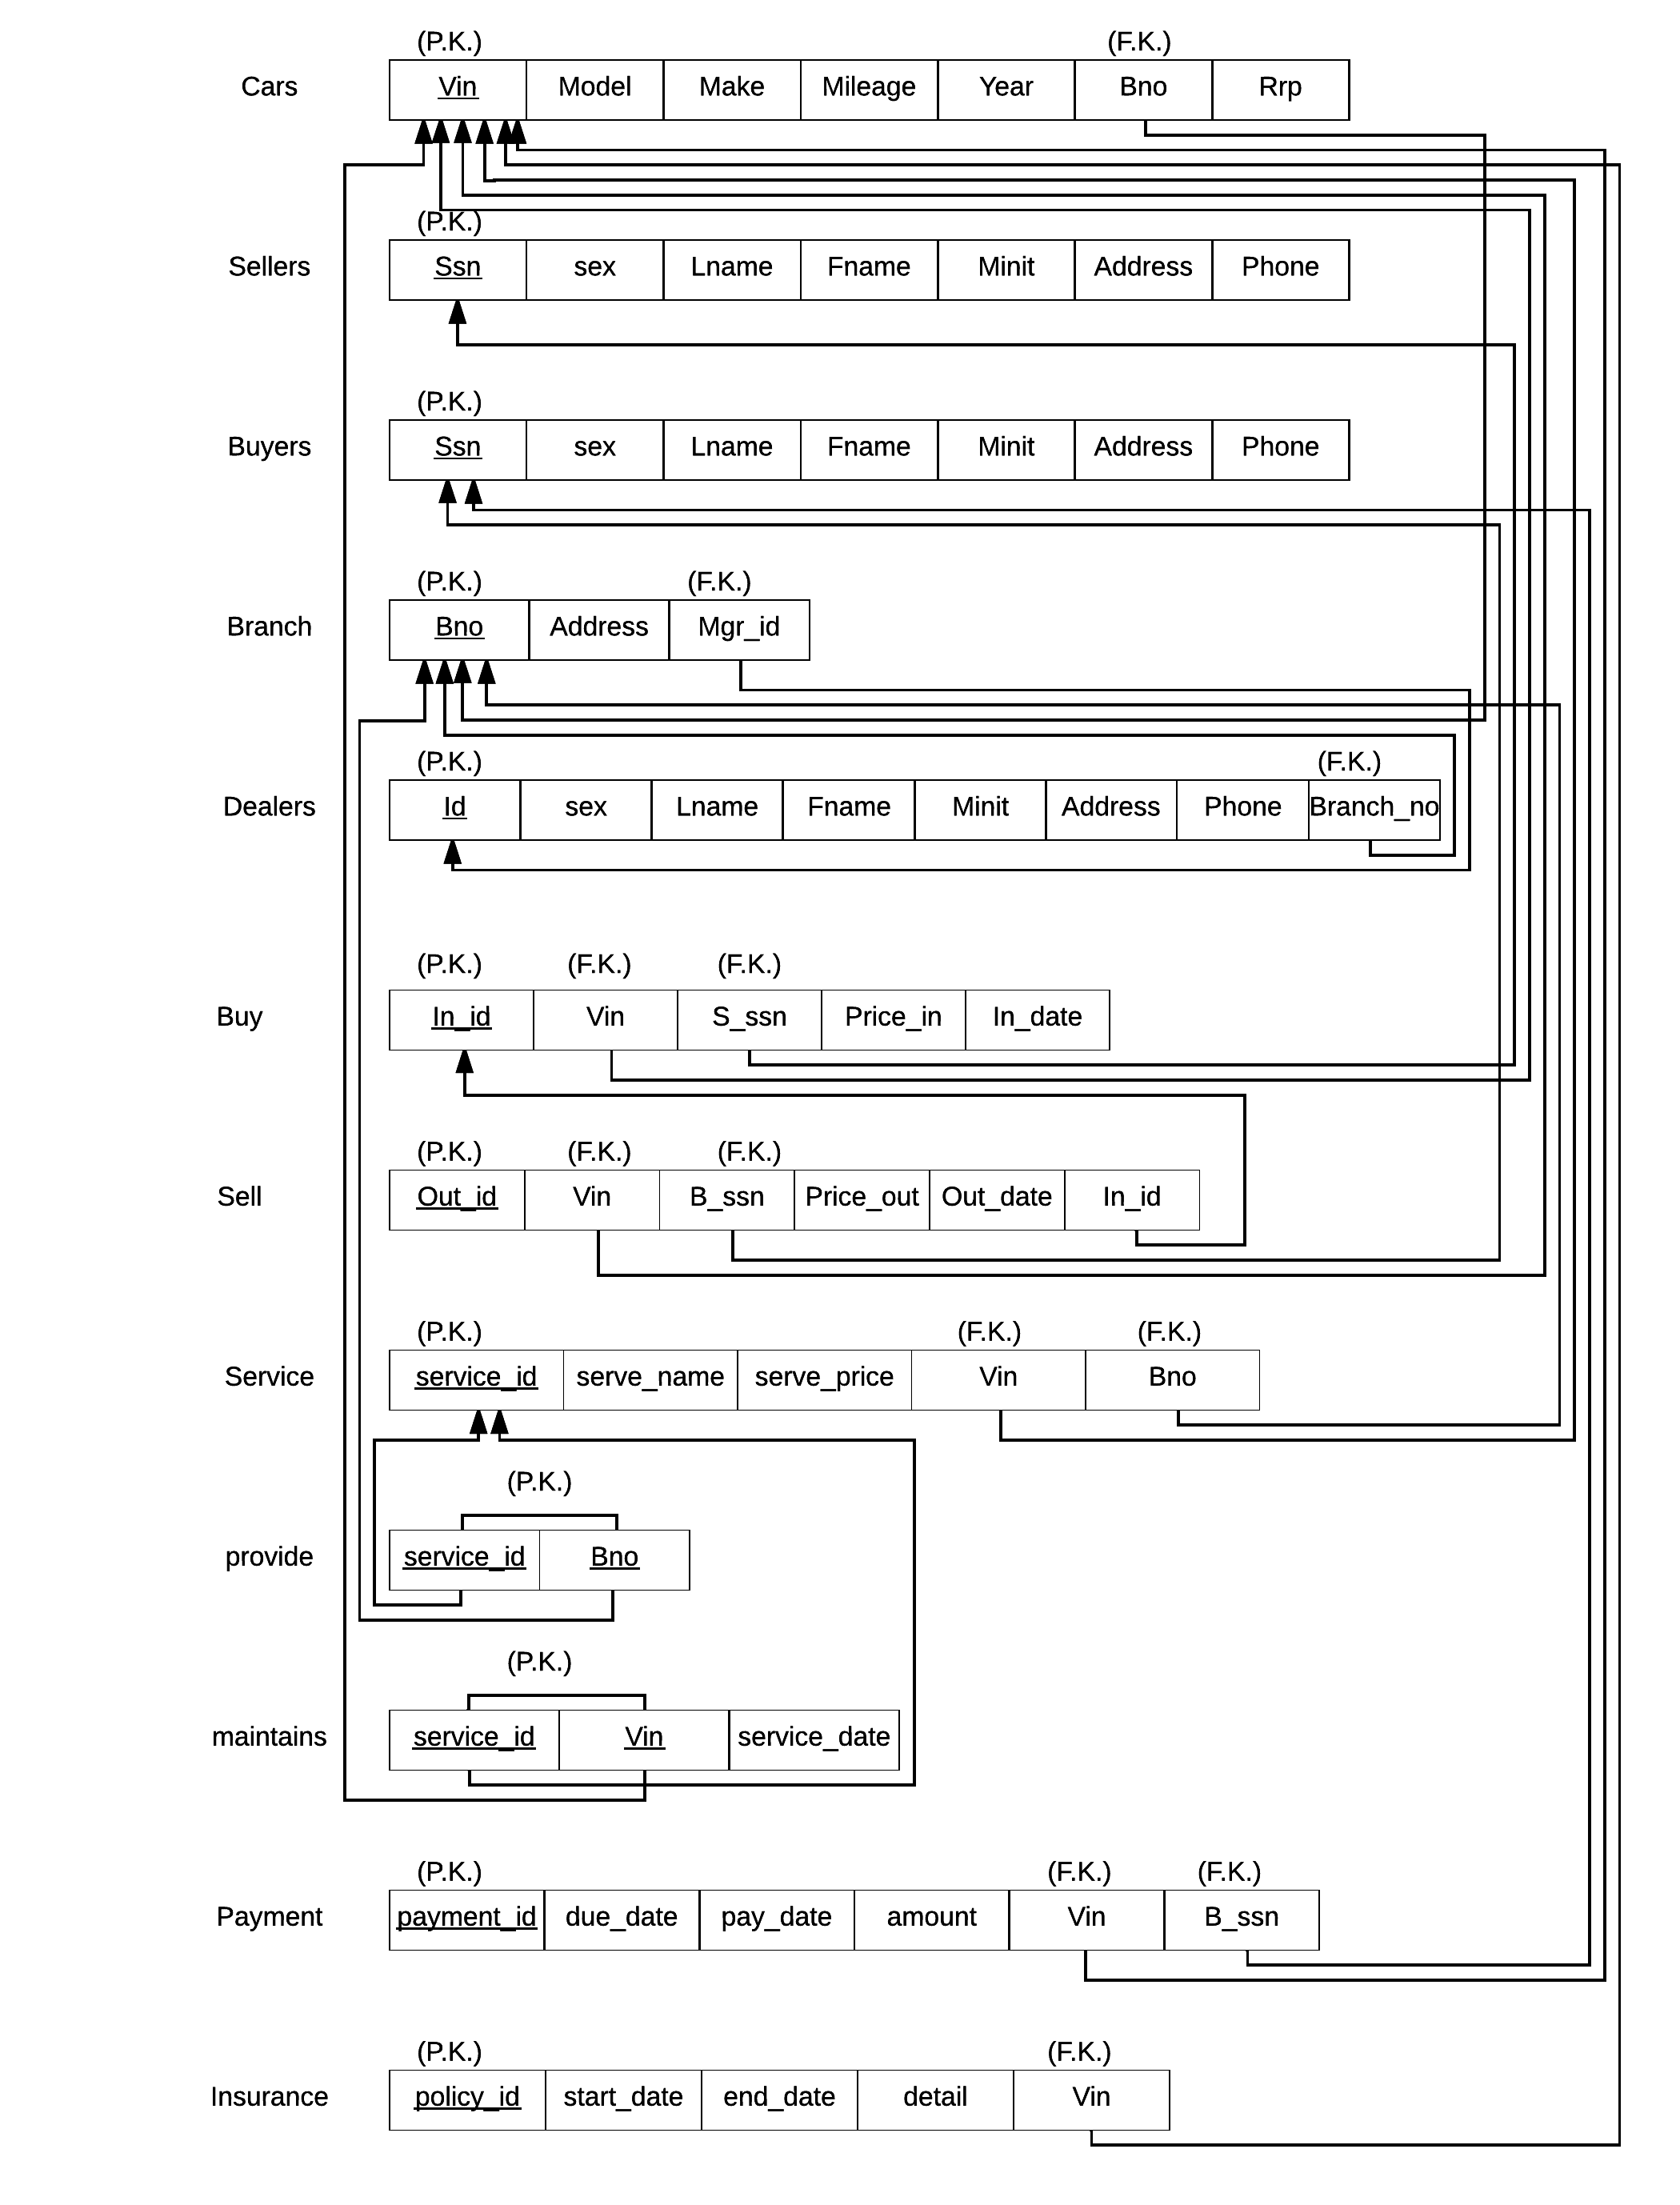 (P.K.) (F.K.)
Cars Vin Model Make Mileage Year Bno Rrp
(P.K.)
Sellers Ssn sex Lname Fname Minit Address Phone
(P.K.)
Buyers Ssn sex Lname Fname Minit Address Phone
(P.K.) (F.K.)
Branch Bno Address Mgr_id
(P.K.) (F.K.)
Dealers Id sex Lname Fname Minit Address Phone Branch_no
(P.K.) (F.K.) (F.K.)
Buy In_id Vin S_ssn Price_in In_date
(P.K.) (F.K.) (F.K.)
Sell Out_id Vin B_ssn Price_out Out_date In_id
(P.K.) (F.K.) (F.K.)
Service service_id serve_name serve_price Vin Bno
(P.K.)
provide service_id Bno
(P.K.)
maintains service_id Vin service_date
(P.K.) (F.K.) (F.K.)
Payment payment_id due_date pay_date amount Vin B_ssn
(P.K.) (F.K.)
Insurance policy_id start_date end_date detail Vin